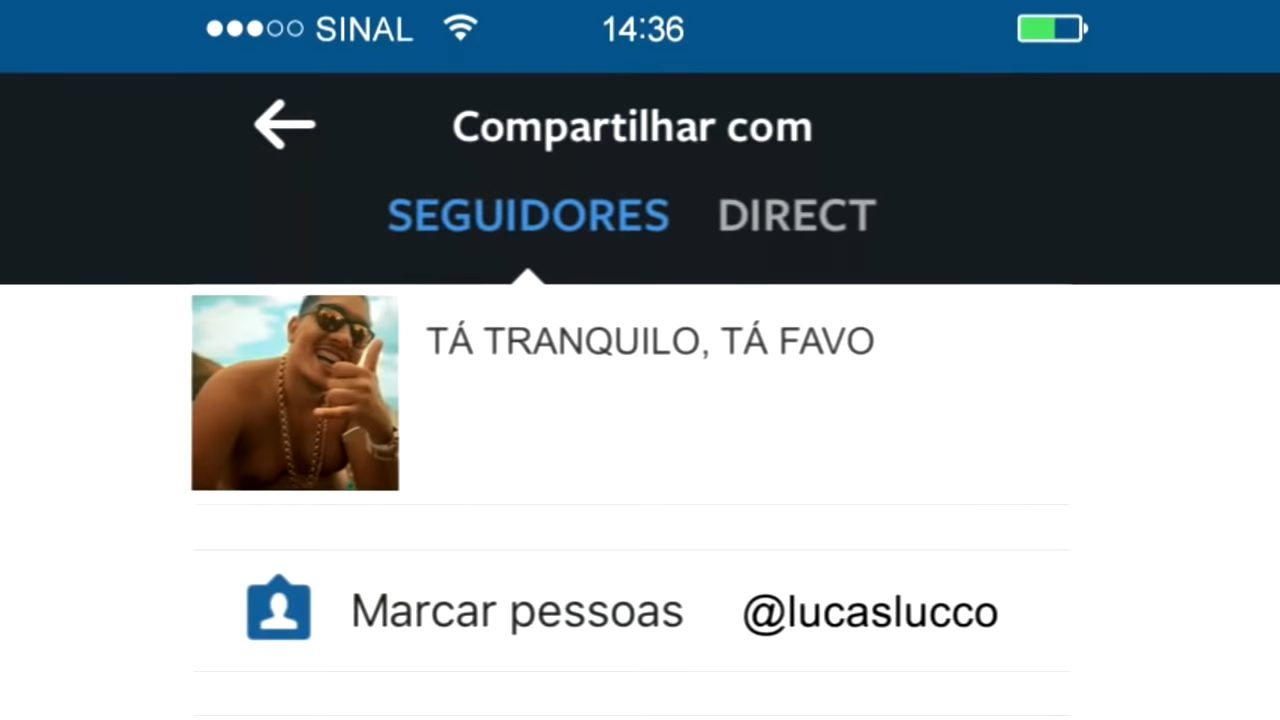 SINAL 14:36
Compartilhar com
SEGUIDORES DIRECT
TÁ TRANQUILO, TÁ FAVO
Marcar pessoas @lucaslucco